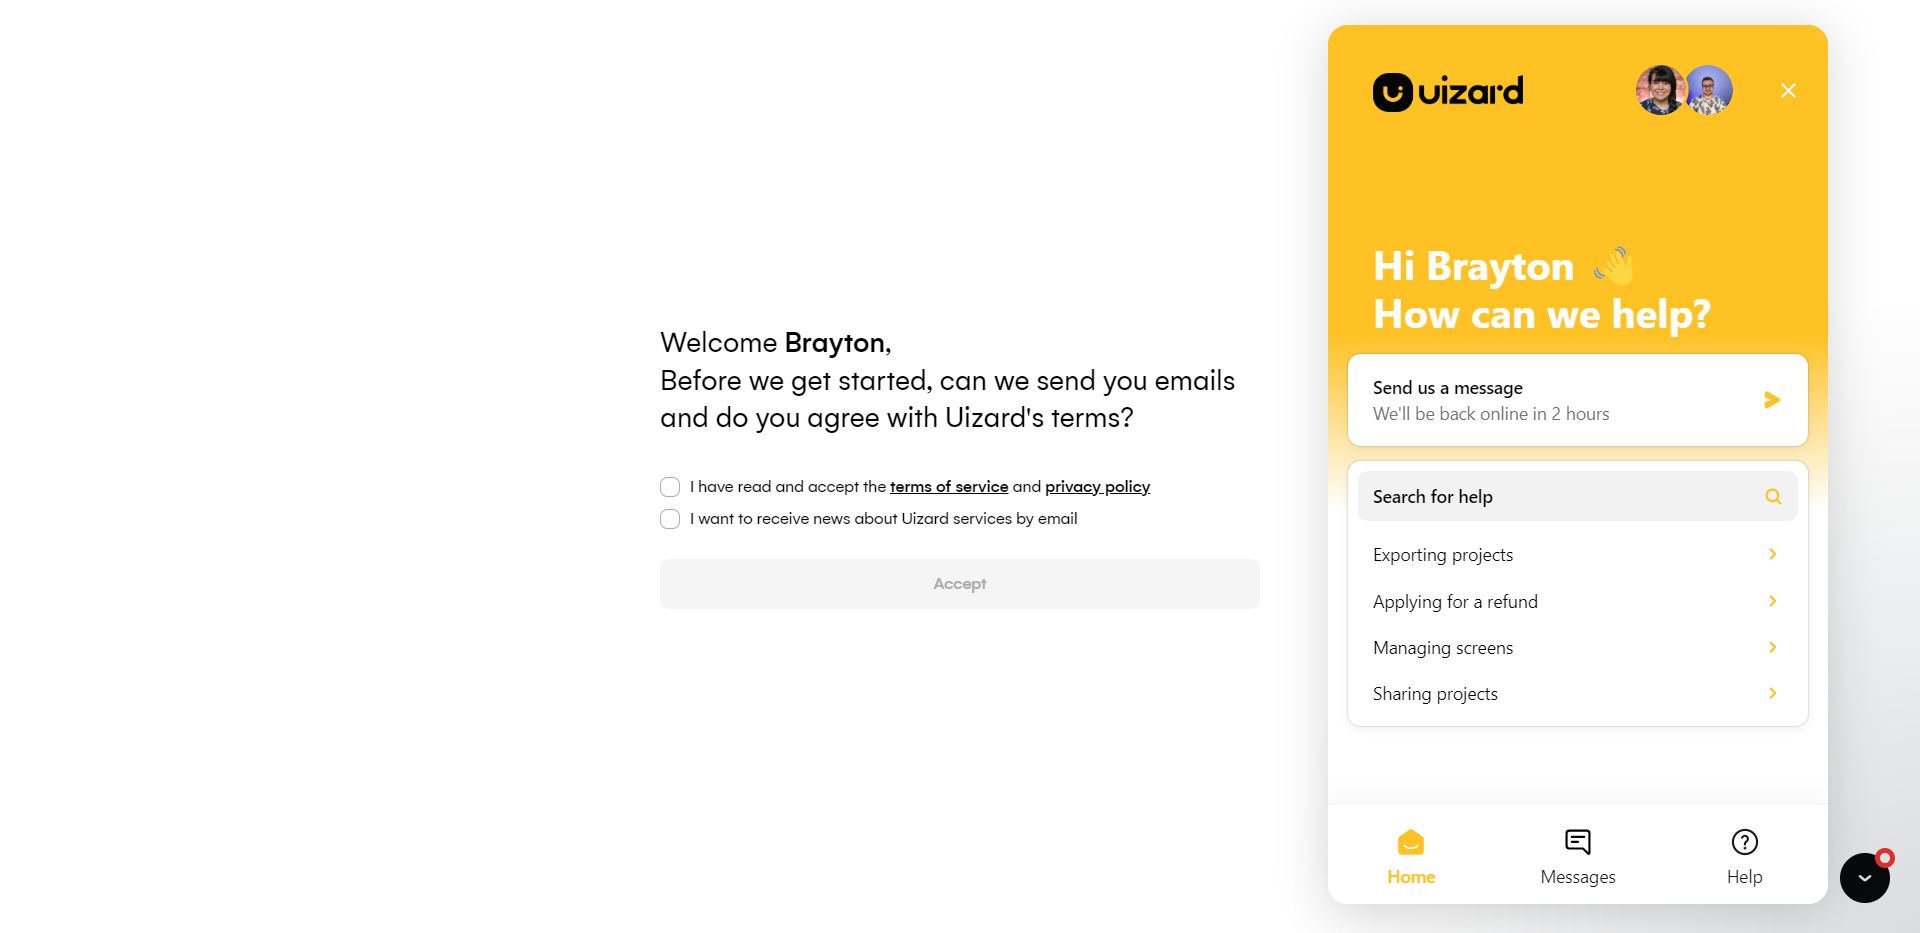 Welcome Brayton,
Before we get started, can we send you emails
and do you agree with Uizard's terms?
I have read and accept the terms of service and privacy policy
I want to receive news about Uizard services by email
Accept
uizard
Hi Brayton 👋
How can we help?
Send us a message
We'll be back online in 2 hours
Search for help
Exporting projects
Applying for a refund
Managing screens
Sharing projects
Home
Messages
Help